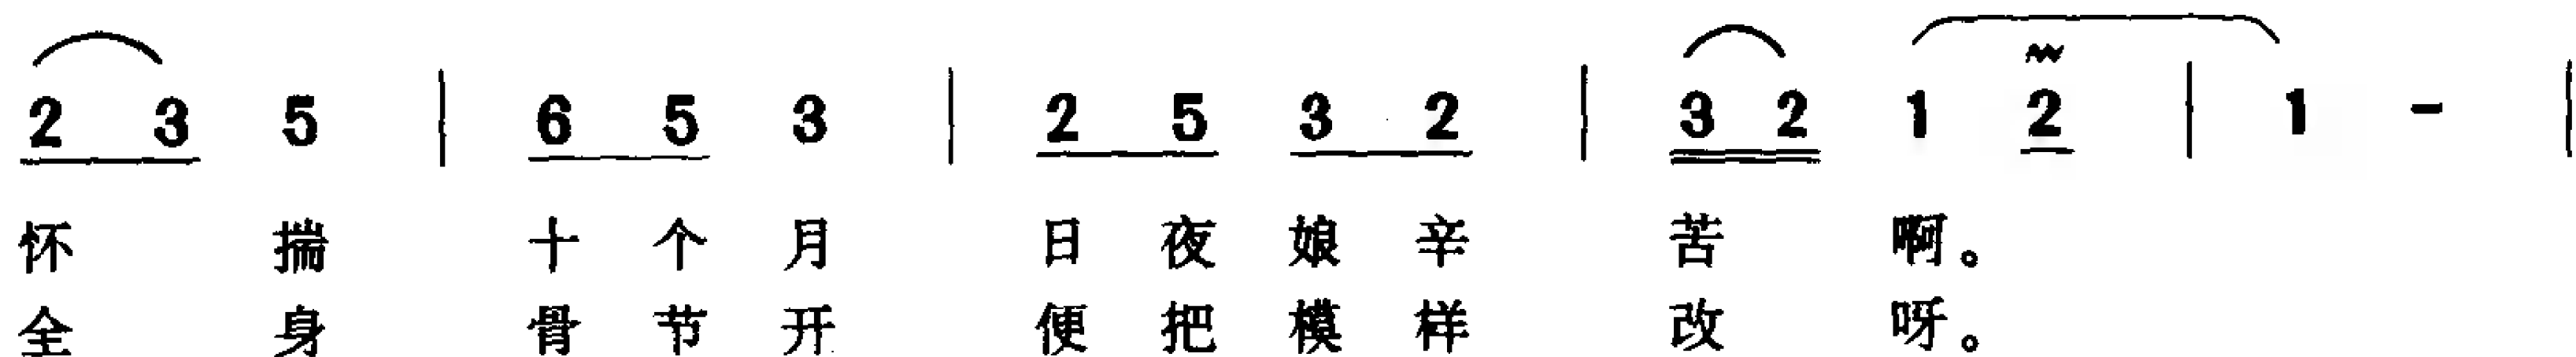 2 3 5 | 6 5 3 | 2 5 3 2 | 3 2 1 2 | 1 - |
怀 揣 十 个 月 日 夜 娘 辛 苦 啊。
全 身 骨 节 开 便 把 模 样 改 呀。